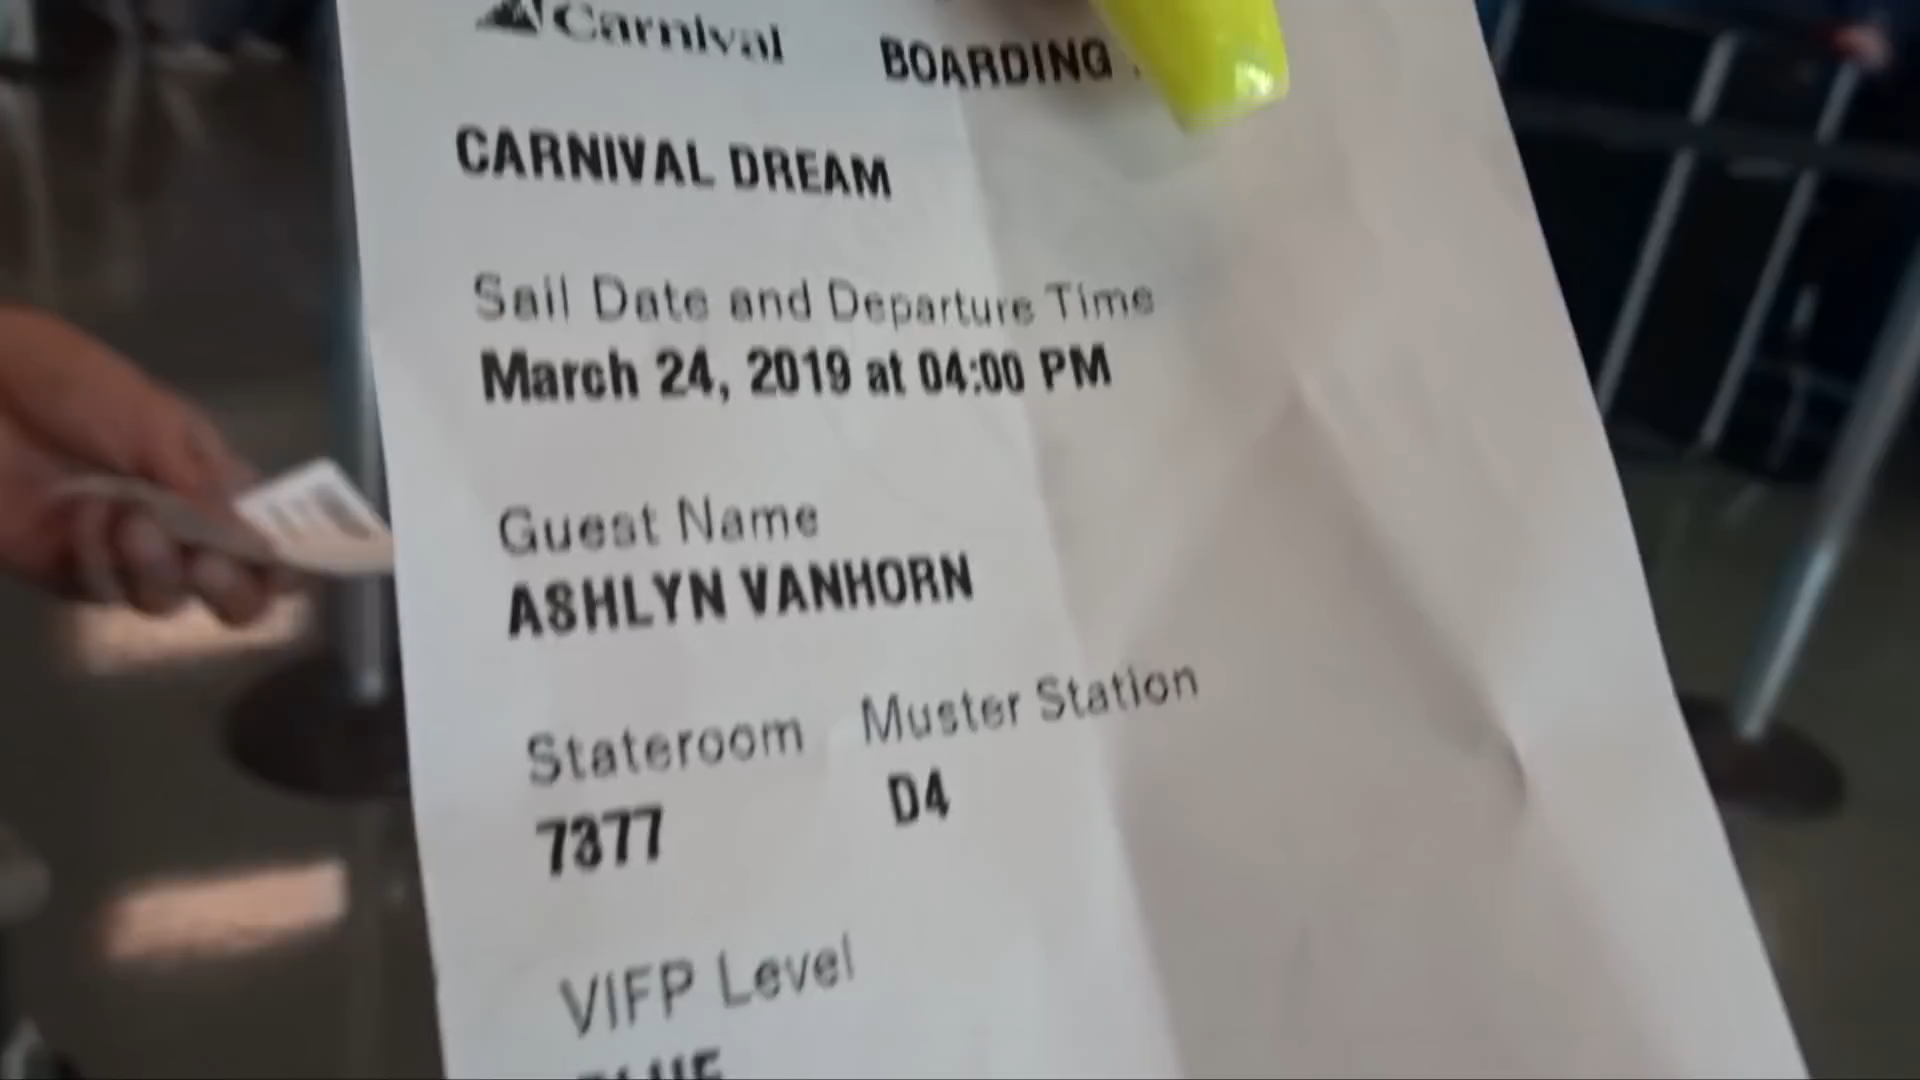 Carnival BOARDING
CARNIVAL DREAM
Sail Date and Departure Time
March 24, 2019 at 04:00 PM
Guest Name
ASHLYN VANHORN
Stateroom Muster Station
7377 D4
VIFP Level
BLUE